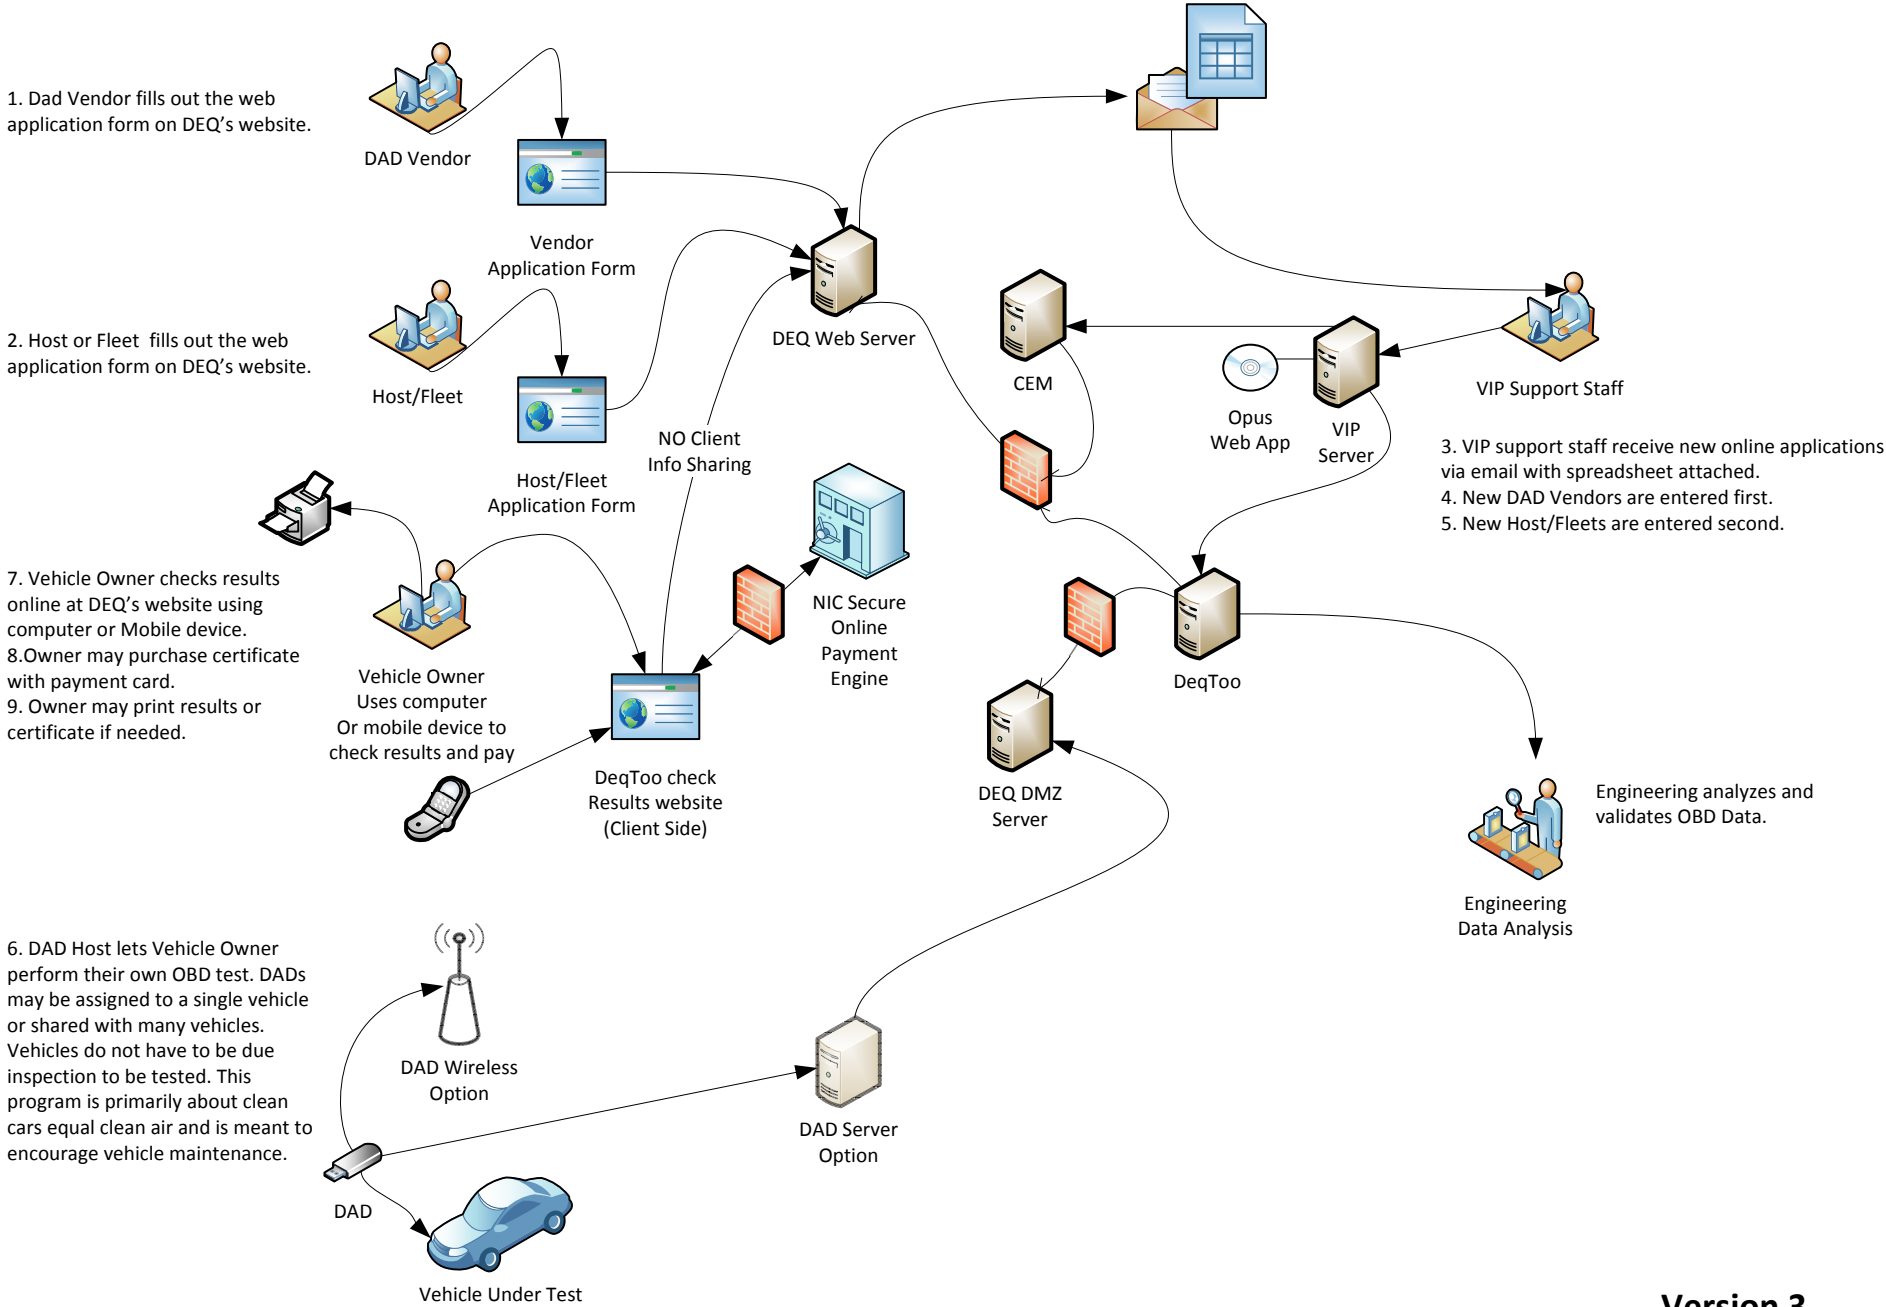 1. Dad Vendor fills out the web
application form on DEQ's website.
DAD Vendor
Vendor
Application Form
2. Host or Fleet  fills out the web
application form on DEQ's website.
Host/Fleet
Host/Fleet
Application Form
DEQ Web Server
NO Client
Info Sharing
CEM
Opus
Web App
VIP
Server
VIP Support Staff
3. VIP support staff receive new online applications
via email with spreadsheet attached.
4. New DAD Vendors are entered first.
5. New Host/Fleets are entered second.
7. Vehicle Owner checks results
online at DEQ's website using
computer or Mobile device.
8.Owner may purchase certificate
with payment card.
9. Owner may print results or
certificate if needed.
Vehicle Owner
Uses computer
Or mobile device to
check results and pay
NIC Secure
Online
Payment
Engine
DeqToo check
Results website
(Client Side)
DeqToo
DEQ DMZ
Server
Engineering analyzes and
validates OBD Data.
Engineering
Data Analysis
6. DAD Host lets Vehicle Owner
perform their own OBD test. DADs
may be assigned to a single vehicle
or shared with many vehicles.
Vehicles do not have to be due
inspection to be tested. This
program is primarily about clean
cars equal clean air and is meant to
encourage vehicle maintenance.
DAD Wireless
Option
DAD Server
Option
DAD
Vehicle Under Test
Version 3